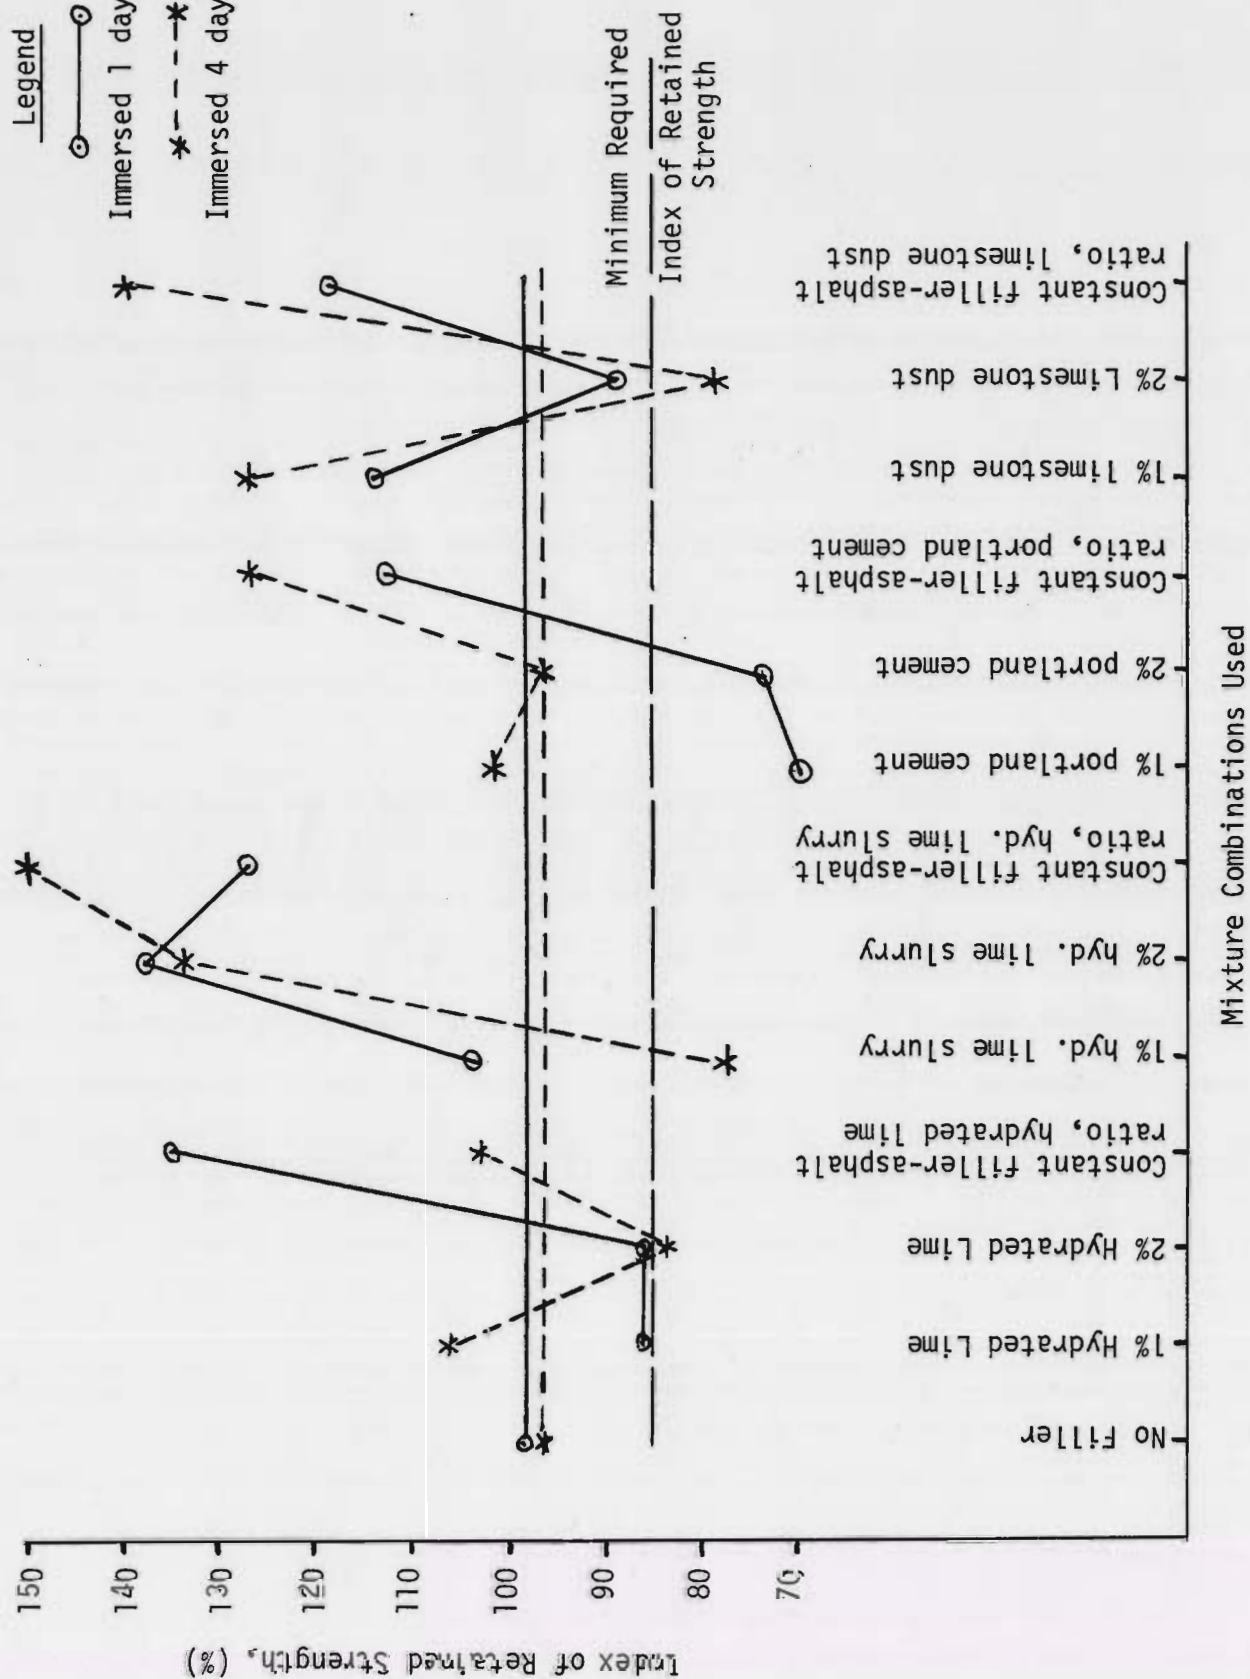 Legend
Immersed 1 day
Immersed 4 day
Minimum Required
Index of Retained
Strength
Index of Retained Strength, (%)
150
140
130
120
110
100
90
80
70
No Filler
1% Hydrated Lime
2% Hydrated Lime
Constant filler-asphalt
ratio, hydrated lime
1% hyd. lime slurry
2% hyd. lime slurry
Constant filler-asphalt
ratio, hyd. lime slurry
1% portland cement
2% portland cement
Constant filler-asphalt
ratio, portland cement
1% limestone dust
2% Limestone dust
Constant filler-asphalt
ratio, limestone dust
Mixture Combinations Used